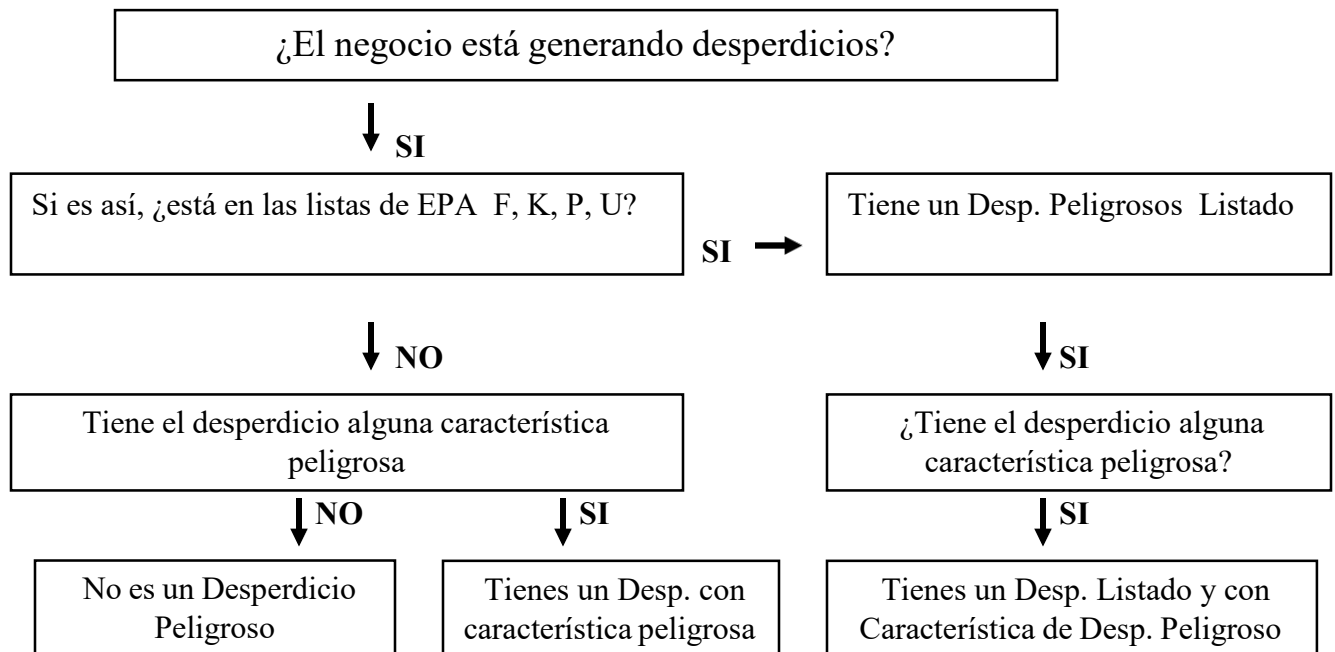 ¿El negocio está generando desperdicios?
SI
Si es así, ¿está en las listas de EPA F, K, P, U?
SI
Tiene un Desp. Peligrosos Listado
NO
SI
Tiene el desperdicio alguna característica
peligrosa
¿Tiene el desperdicio alguna
característica peligrosa?
NO
SI
SI
No es un Desperdicio
Peligroso
Tienes un Desp. con
característica peligrosa
Tienes un Desp. Listado y con
Característica de Desp. Peligroso